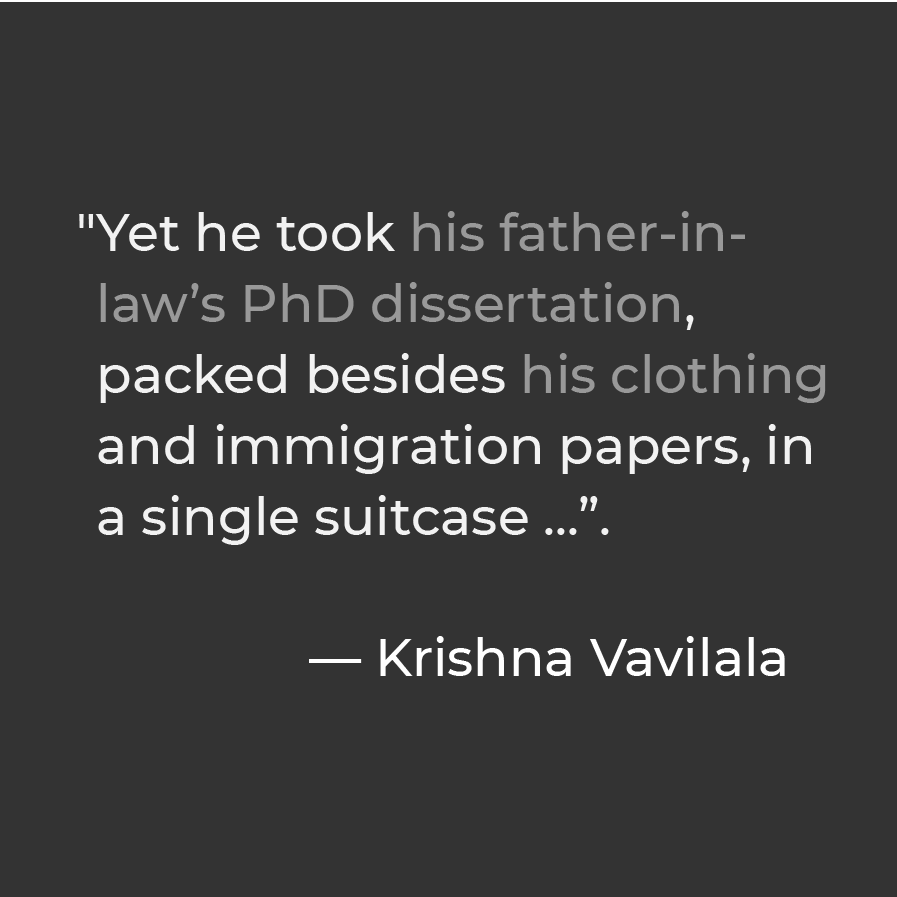 "Yet he took his father-in-
law’s PhD dissertation,
packed besides his clothing
and immigration papers, in
a single suitcase ...”.
— Krishna Vavilala